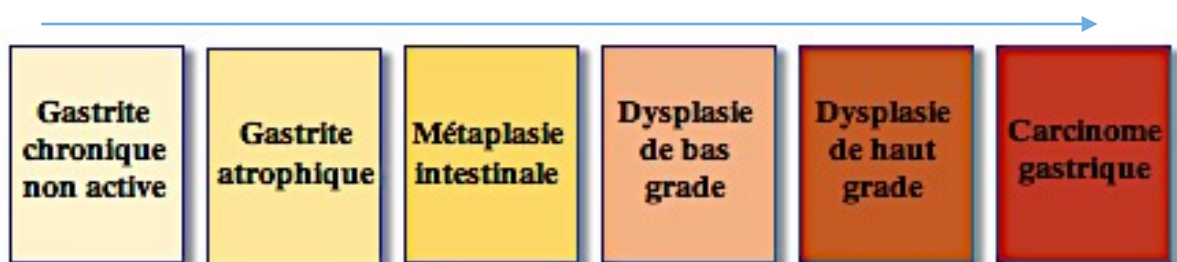 Gastrite
chronique
non active
Gastrite
atrophique
Métaplasie
intestinale
Dysplasie
de bas
grade
Dysplasie
de haut
grade
Carcinome
gastrique